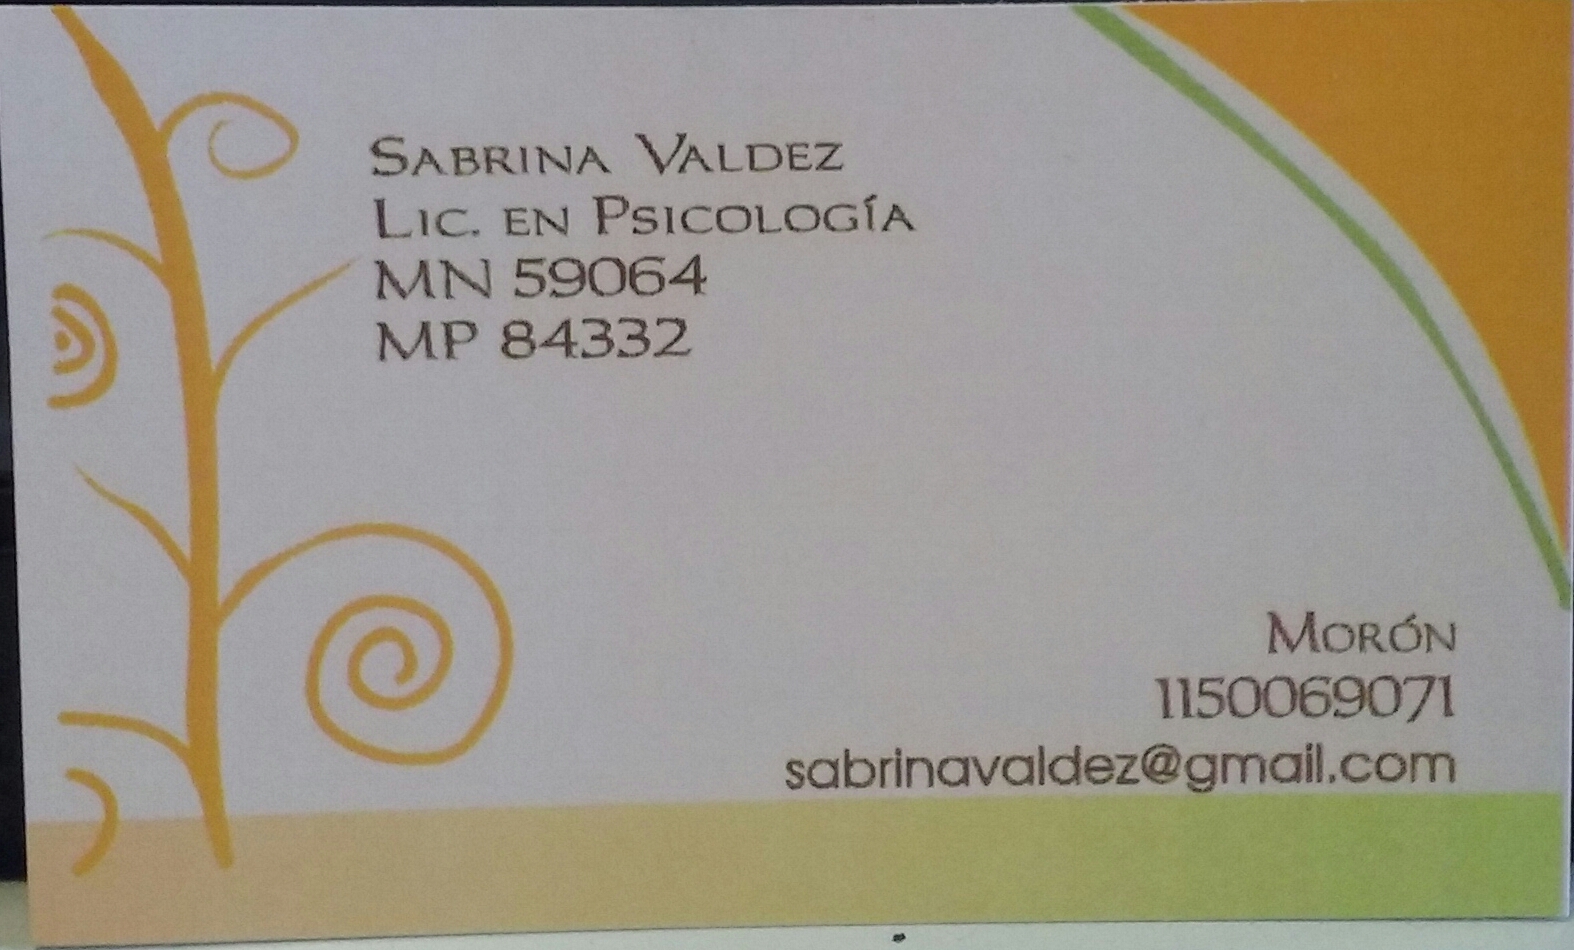 Sabrina Valdez
Lic. en Psicología
MN 59064
MP 84332
Morón
1150069071
sabrinavaldez@gmail.com